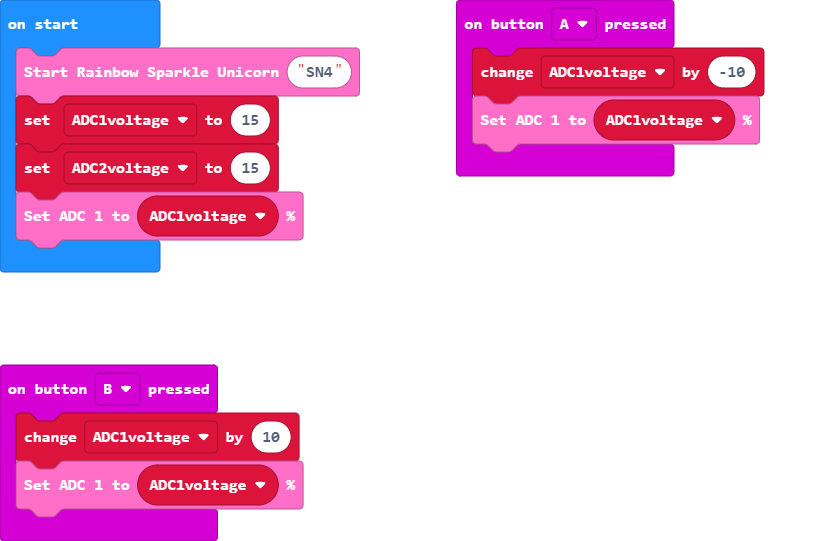 on start
Start Rainbow Sparkle Unicorn "SN4"
set ADC1voltage to 15
set ADC2voltage to 15
Set ADC 1 to ADC1voltage %
on button A pressed
change ADC1voltage by -10
Set ADC 1 to ADC1voltage %
on button B pressed
change ADC1voltage by 10
Set ADC 1 to ADC1voltage %